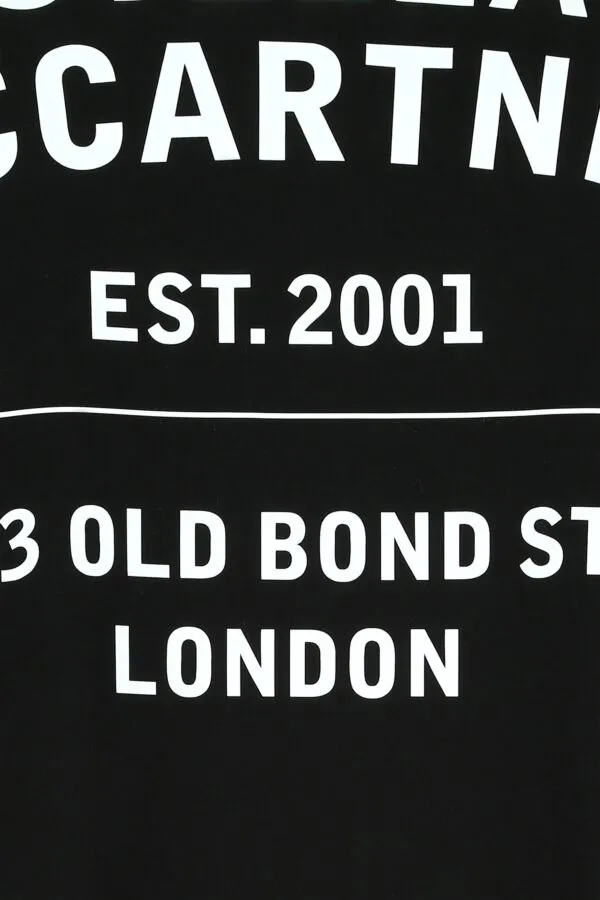 CCARTN
EST. 2001
3 OLD BOND ST
LONDON